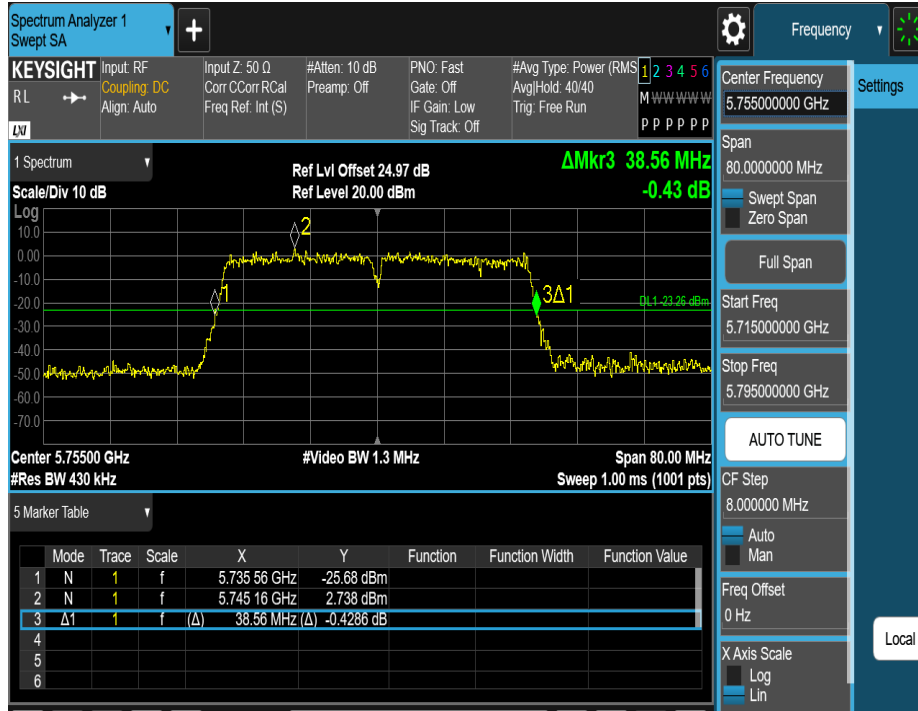 Spectrum Analyzer 1
Swept SA
+
Frequency
KEYSIGHT
RL
LXI
Input: RF
Coupling: DC
Align: Auto
Input Z: 50 Ω
Corr CCorr RCal
Freq Ref: Int (S)
#Atten: 10 dB
Preamp: Off
PNO: Fast
Gate: Off
IF Gain: Low
Sig Track: Off
#Avg Type: Power (RMS
Avg|Hold: 40/40
Trig: Free Run
1 2 3 4 5 6
M W W W W W
P P P P P P
1 Spectrum
Scale/Div 10 dB
Ref Lvl Offset 24.97 dB
Ref Level 20.00 dBm
ΔMkr3 38.56 MHz
-0.43 dB
Log
10.0
0.00
-10.0
-20.0
-30.0
-40.0
-50.0
-60.0
-70.0
2
1
3Δ1
DL1 -23.26 dBm
Center 5.75500 GHz
#Video BW 1.3 MHz
Span 80.00 MHz
#Res BW 430 kHz
Sweep 1.00 ms (1001 pts)
5 Marker Table
Mode Trace Scale X Y Function Function Width Function Value
1 N 1 f 5.735 56 GHz -25.68 dBm
2 N 1 f 5.745 16 GHz 2.738 dBm
3 Δ1 1 f (Δ) 38.56 MHz (Δ) -0.4286 dB
4
5
6
Center Frequency
5.755000000 GHz
Span
80.0000000 MHz
Swept Span
Zero Span
Full Span
Start Freq
5.715000000 GHz
Stop Freq
5.795000000 GHz
AUTO TUNE
CF Step
8.000000 MHz
Auto
Man
Freq Offset
0 Hz
X Axis Scale
Log
Lin
Settings
Local